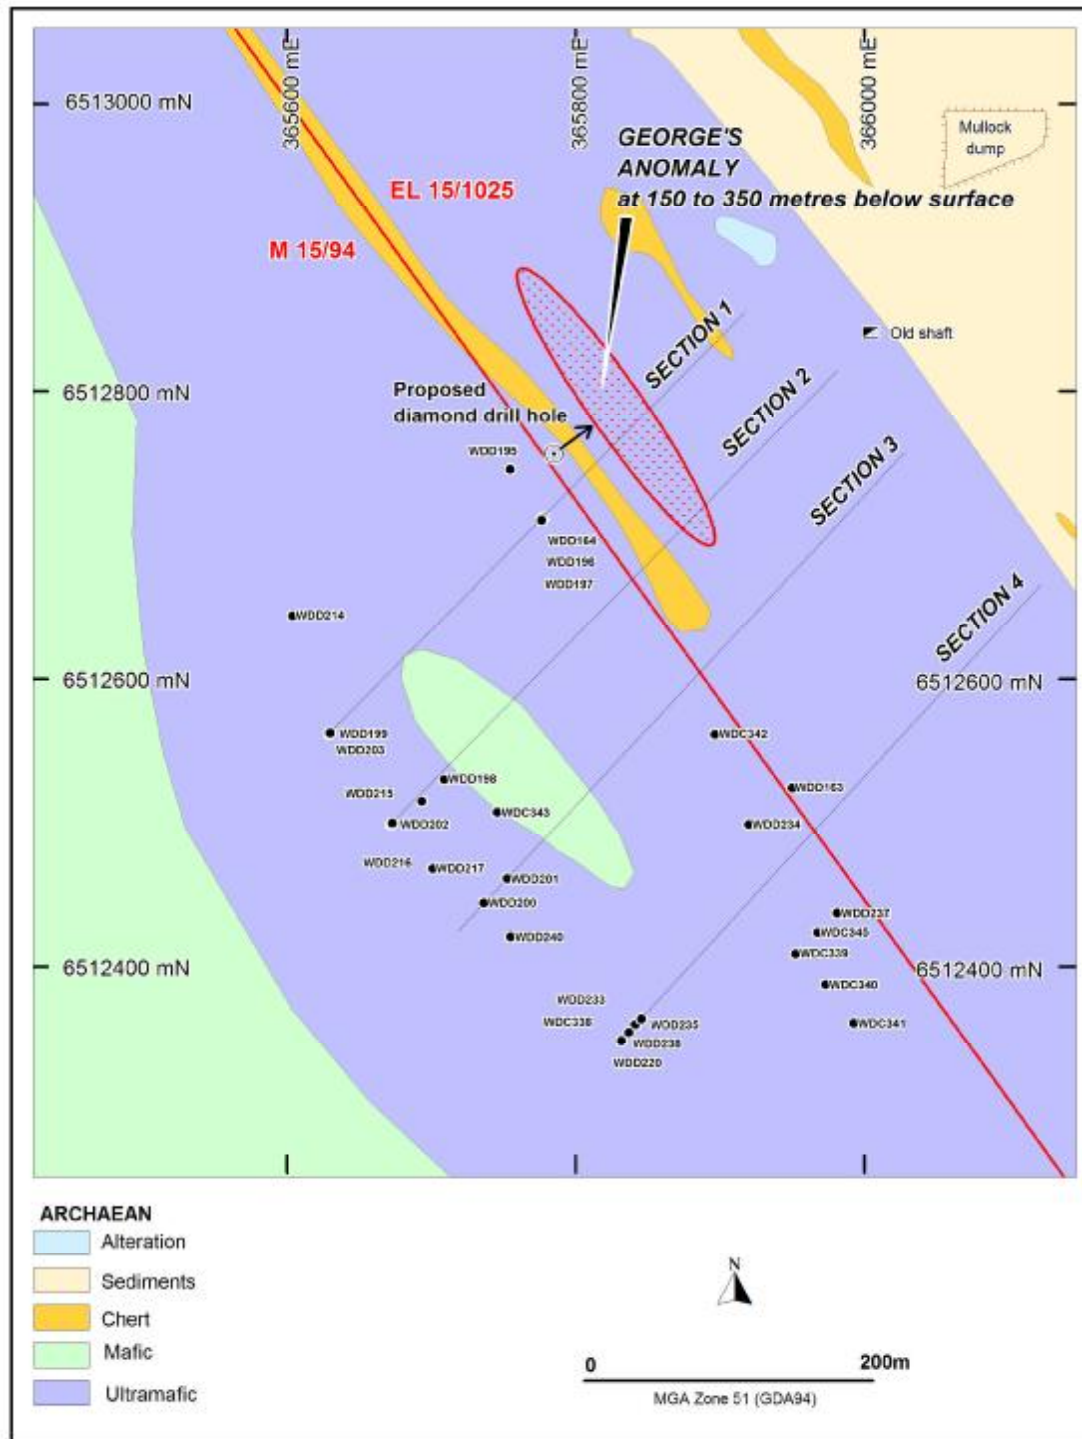 365600 mE
365800 mE
366000 mE
6513000 mN
Mullock
dump
GEORGE'S
ANOMALY
at 150 to 350 metres below surface
EL 15/1025
M 15/94
SECTION 1
Old shaft
6512800 mN
Proposed
diamond drill hole
SECTION 2
WDD195
SECTION 3
WDD164
WDD196
WDD197
SECTION 4
WDD214
6512600 mN
6512600 mN
WDD199
WDD203
WDC342
WDD198
WDD215
WDD163
WDC343
WDD202
WDD234
WDD216
WDD217
WDD201
WDD200
WDD237
WDD240
WDC345
WDC339
6512400 mN
6512400 mN
WDC340
WDD233
WDC338
WDD235
WDC341
WDD238
WDD220
ARCHAEAN
Alteration
Sediments
Chert
Mafic
Ultramafic
N
0
200m
MGA Zone 51 (GDA94)